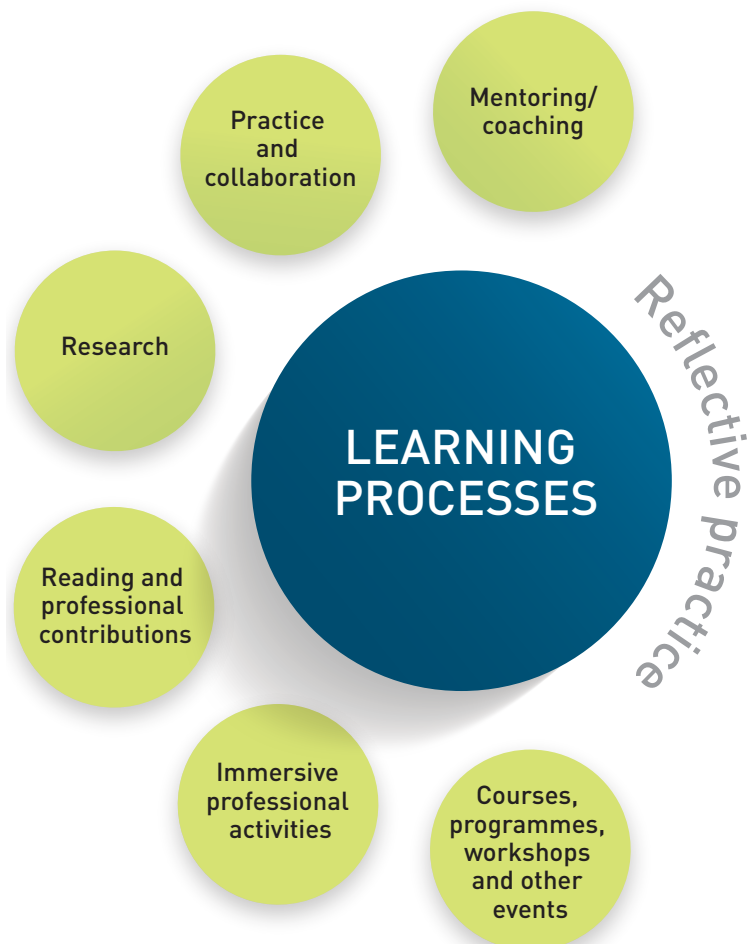 Mentoring/
coaching
Practice
and
collaboration
Research
LEARNING
PROCESSES
Reflective practice
Reading and
professional
contributions
Immersive
professional
activities
Courses,
programmes,
workshops
and other
events